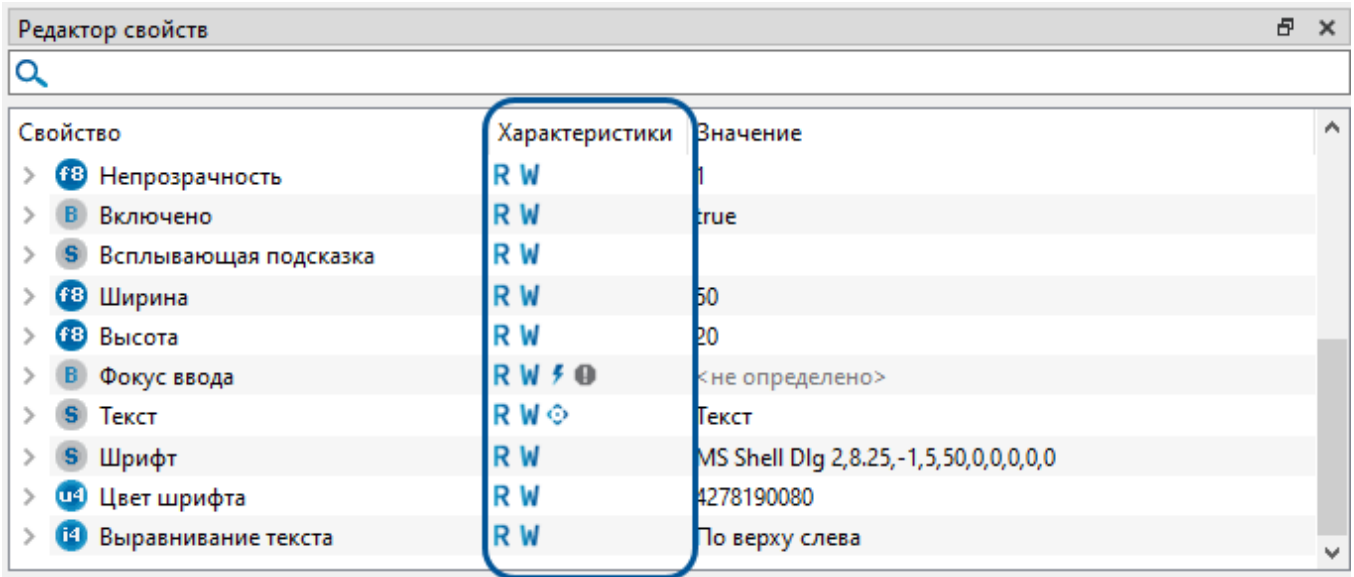 Редактор свойств
Свойство Характеристики Значение
f8 Непрозрачность R W 1
B Включено R W true
S Всплывающая подсказка R W
f8 Ширина R W 50
f8 Высота R W 20
B Фокус ввода R W <не определено>
S Текст R W Текст
S Шрифт R W MS Shell Dlg 2,8.25,-1,5,50,0,0,0,0,0
u4 Цвет шрифта R W 4278190080
i4 Выравнивание текста R W По верху слева